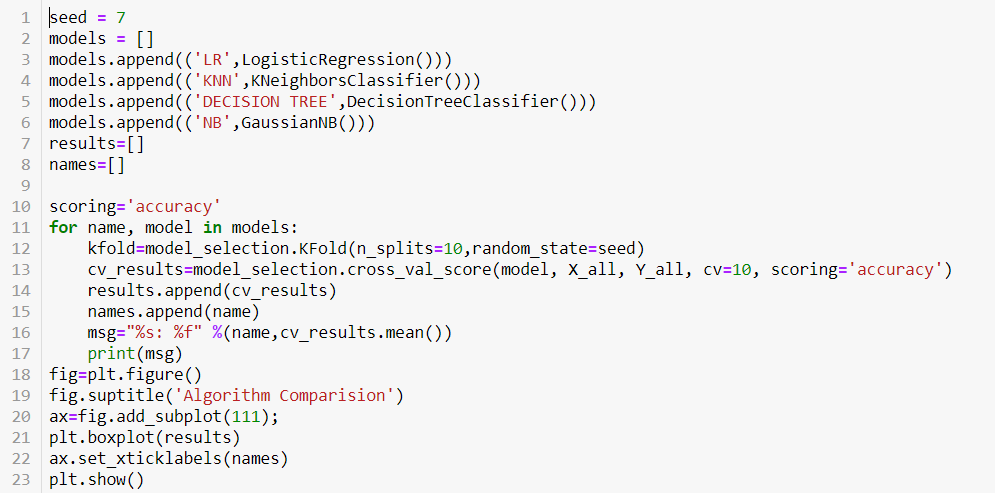 1 seed = 7
2 models = []
3 models.append(('LR',LogisticRegression()))
4 models.append(('KNN',KNeighborsClassifier()))
5 models.append(('DECISION TREE',DecisionTreeClassifier()))
6 models.append(('NB',GaussianNB()))
7 results=[]
8 names=[]
9
10 scoring='accuracy'
11 for name, model in models:
12     kfold=model_selection.KFold(n_splits=10,random_state=seed)
13     cv_results=model_selection.cross_val_score(model, X_all, Y_all, cv=10, scoring='accuracy')
14     results.append(cv_results)
15     names.append(name)
16     msg="%s: %f" %(name,cv_results.mean())
17     print(msg)
18 fig=plt.figure()
19 fig.suptitle('Algorithm Comparision')
20 ax=fig.add_subplot(111);
21 plt.boxplot(results)
22 ax.set_xticklabels(names)
23 plt.show()